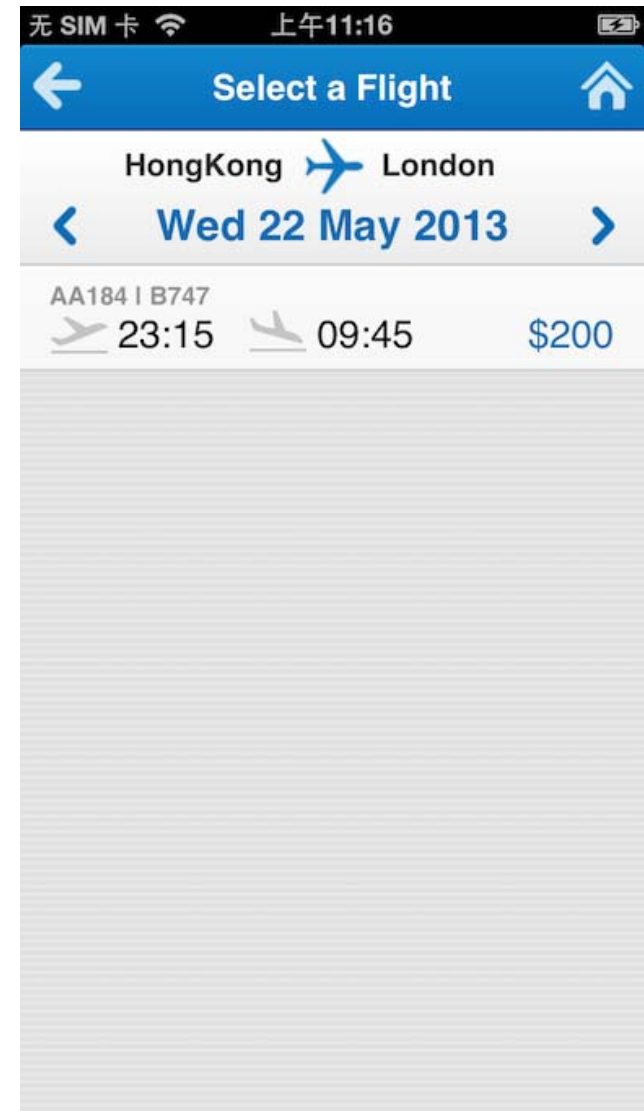 无 SIM 卡 上午11:16
Select a Flight
HongKong London
Wed 22 May 2013
AA184 | B747
23:15 09:45 $200